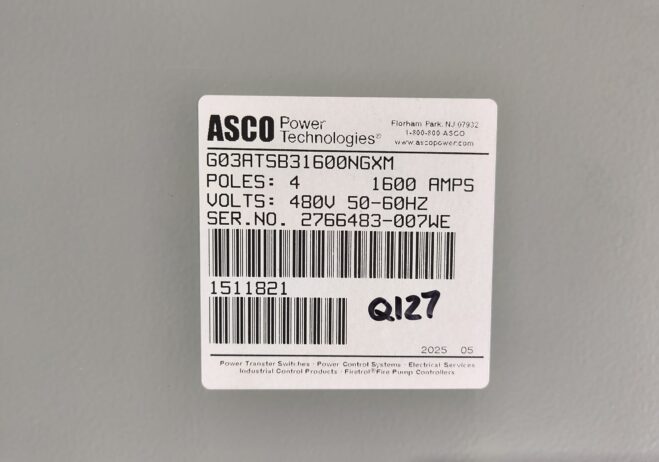 ASCO Power Technologies®
Florham Park, NJ 07932
1-800-800 ASCO
www.ascopower.com
G03ATSB31600NGXM
POLES: 4 1600 AMPS
VOLTS: 480V 50-60HZ
SER.NO. 2766483-007WE
1511821
Q127
2025 05
Power Transfer Switches · Power Control Systems · Electrical Services
Industrial Control Products · Firetrol® Fire Pump Controllers